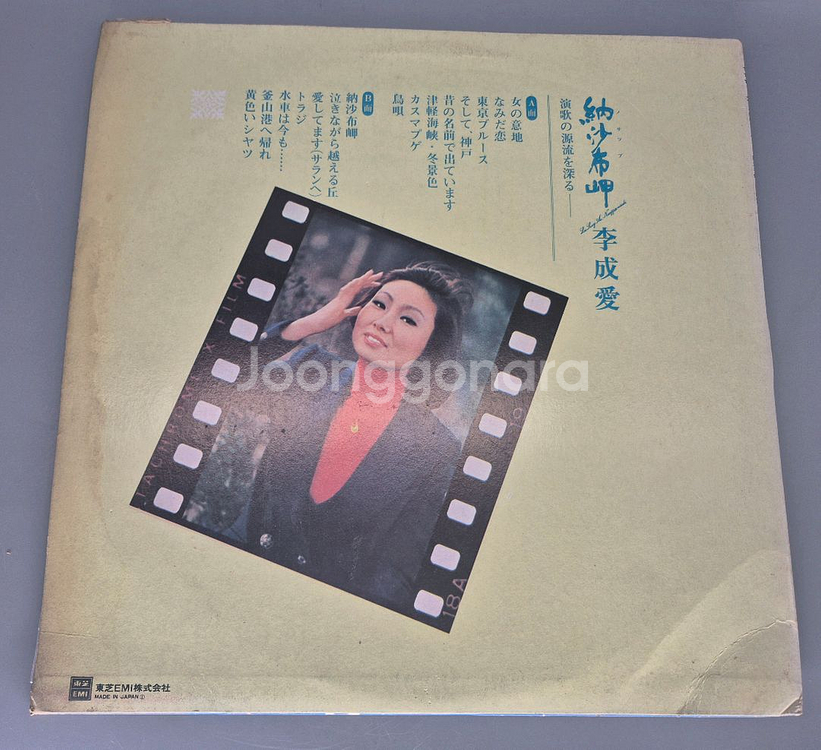 納沙布岬
ノサップ
李成愛
演歌の源流を深る——
A面
女の意地
なみだ恋
東京ブルース
そして、神戸
昔の名前で出ています
津軽海峡・冬景色
カスマプゲ
鳥唄
B面
納沙布岬
泣きながら越える丘
愛してます(サランヘ)
トラジ
水車は今も……
釜山港へ帰れ
黄色いシャツ
Joonggonara
18A
東芝
EMI
東芝EMI株式会社
MADE IN JAPAN